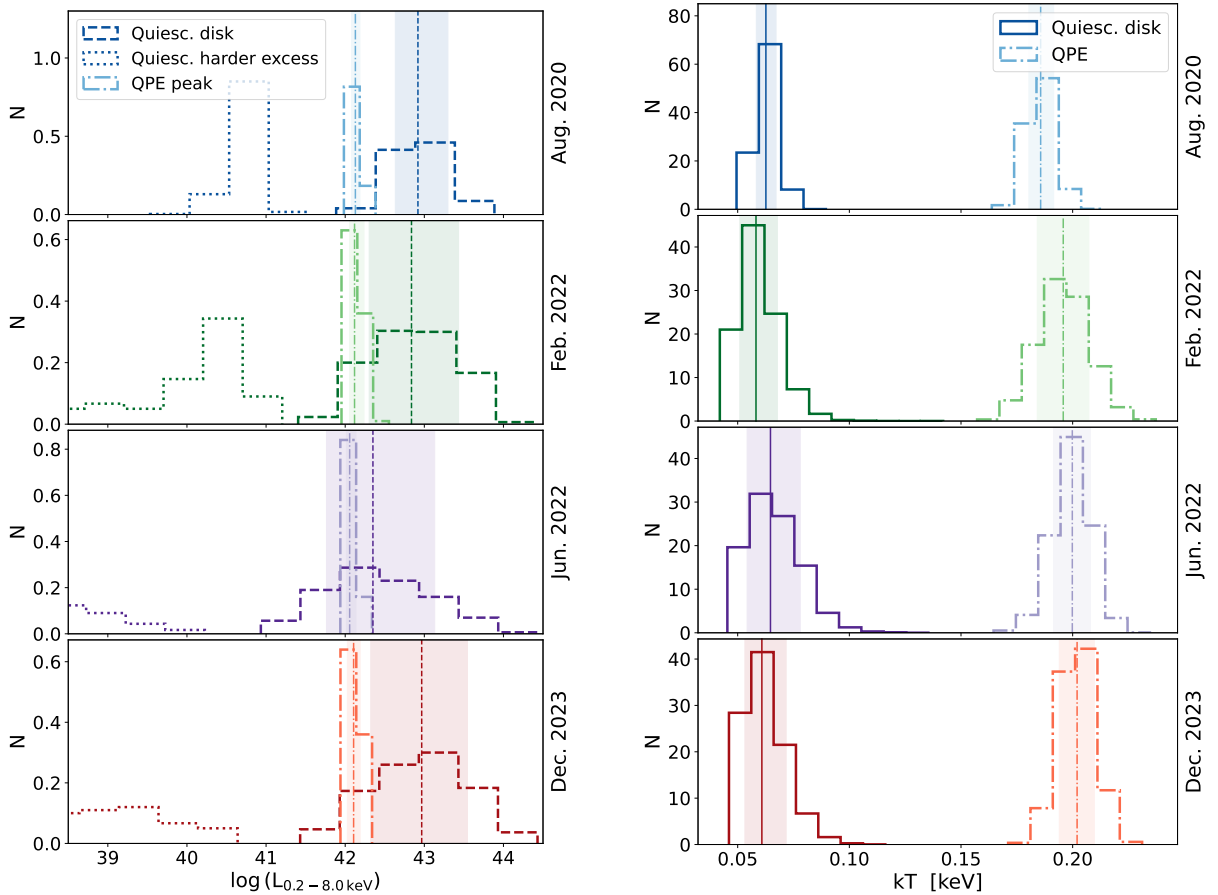 Quiesc. disk
Quiesc. harder excess
QPE peak
1.0
0.5
0.0
N
Aug. 2020
0.6
0.4
0.2
0.0
N
Feb. 2022
0.8
0.6
0.4
0.2
0.0
N
Jun. 2022
0.6
0.4
0.2
0.0
N
Dec. 2023
39 40 41 42 43 44
log (L0.2 − 8.0 keV)
Quiesc. disk
QPE
80
60
40
20
0
N
Aug. 2020
40
30
20
10
0
N
Feb. 2022
40
30
20
10
0
N
Jun. 2022
40
30
20
10
0
N
Dec. 2023
0.05 0.10 0.15 0.20
kT [keV]